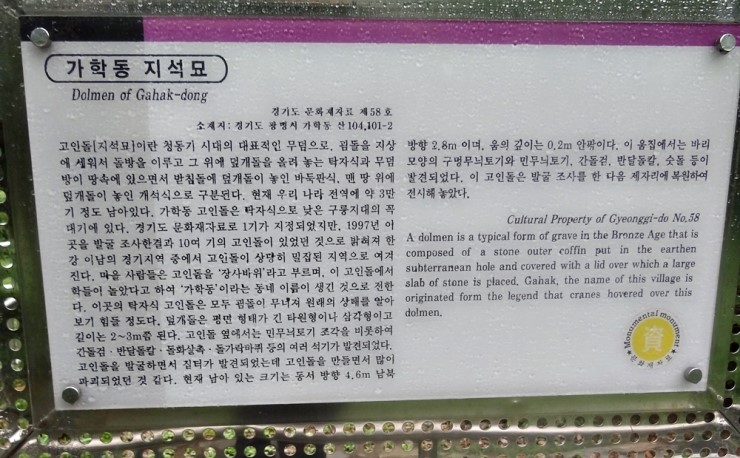 가학동 지석묘
Dolmen of Gahak-dong
경기도 문화재자료 제58호
소재지: 경기도 광명시 가학동 산104,101-2
고인돌[지석묘]이란 청동기 시대의 대표적인 무덤으로, 굄돌을 지상
에 세워서 돌방을 이루고 그 위에 덮개돌을 올려 놓는 탁자식과 무덤
방이 땅속에 있으면서 받침돌에 덮개돌이 놓인 바둑판식, 맨 땅 위에
덮개돌이 놓인 개석식으로 구분된다. 현재 우리 나라 전역에 약 3만
기 정도 남아있다. 가학동 고인돌은 탁자식으로 낮은 구릉지대의 꼭
대기에 있다. 경기도 문화재자료로 1기가 지정되었지만, 1997년 이
곳을 발굴 조사한결과 10여 기의 고인돌이 있었던 것으로 밝혀져 한
강 이남의 경기지역 중에서 고인돌이 상당히 밀집된 지역으로 여겨
진다. 마을 사람들은 고인돌을 '장사바위'라고 부르며, 이 고인돌에서
학들이 놀았다고 하여 '가학동'이라는 동네 이름이 생긴 것으로 전한
다. 이곳의 탁자식 고인돌은 모두 굄돌이 무너져 원래의 상태를 알아
보기 힘들 정도다. 덮개돌은 평면 형태가 긴 타원형이나 삼각형이고
길이는 2~3m쯤 된다. 고인돌 옆에서는 민무늬토기 조각을 비롯하여
간돌검·반달돌칼·돌화살촉·돌가락바퀴 등의 여러 석기가 발견되었다.
고인돌을 발굴하면서 집터가 발견되었는데 고인돌을 만들면서 많이
파괴되었던 것 같다. 현재 남아 있는 크기는 동서 방향 4.6m 남북
방향 2.8m 이며, 움의 깊이는 0.2m 안팎이다. 이 움집에서는 바리
모양의 구멍무늬토기와 민무늬토기, 간돌검, 반달돌칼, 숫돌 등이
발견되었다. 이 고인돌은 발굴 조사를 한 다음 제자리에 복원하여
전시해 놓았다.
Cultural Property of Gyeonggi-do No.58
A dolmen is a typical form of grave in the Bronze Age that is
composed of a stone outer coffin put in the earthen
subterranean hole and covered with a lid over which a large
slab of stone is placed. Gahak, the name of this village is
originated form the legend that cranes hovered over this
dolmen.
Monumental monument
資
문화재자료